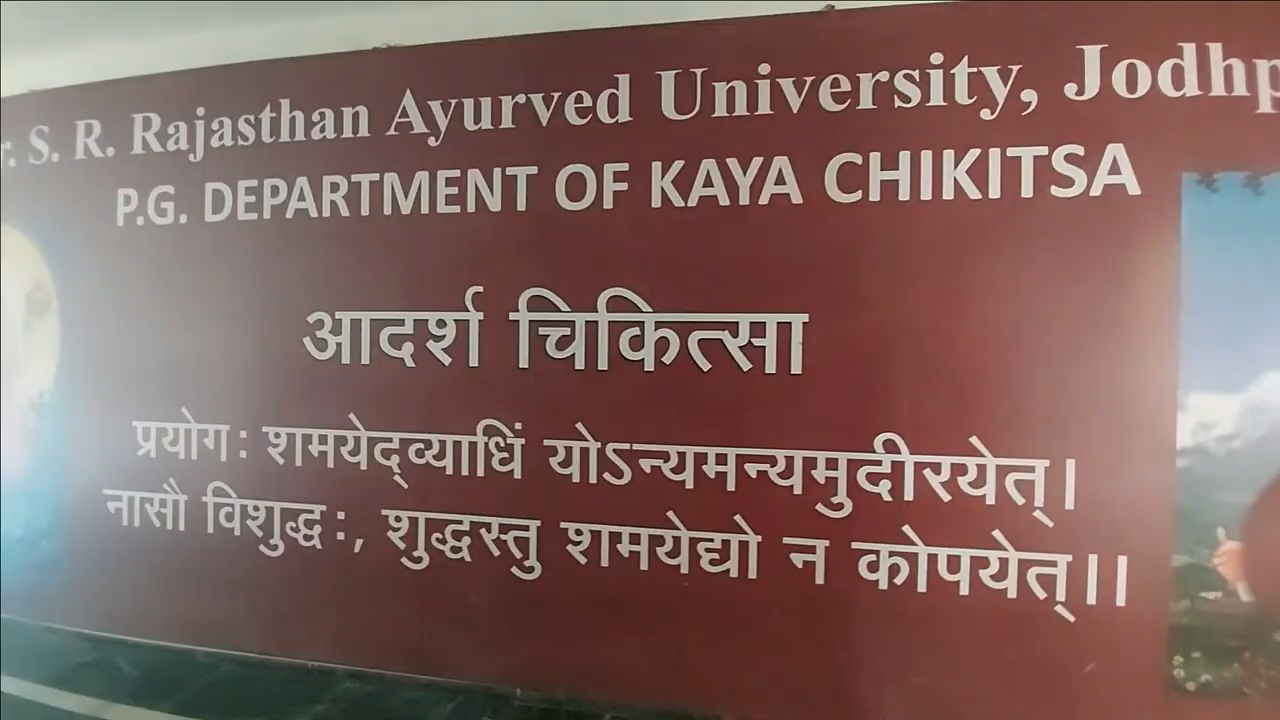 S. R. Rajasthan Ayurved University, Jodhp
P.G. DEPARTMENT OF KAYA CHIKITSA
आदर्श चिकित्सा
प्रयोगः शमयेद्व्याधिं योऽन्यमन्यमुदीरयेत्।
नासौ विशुद्धः, शुद्धस्तु शमयेद्यो न कोपयेत्।।